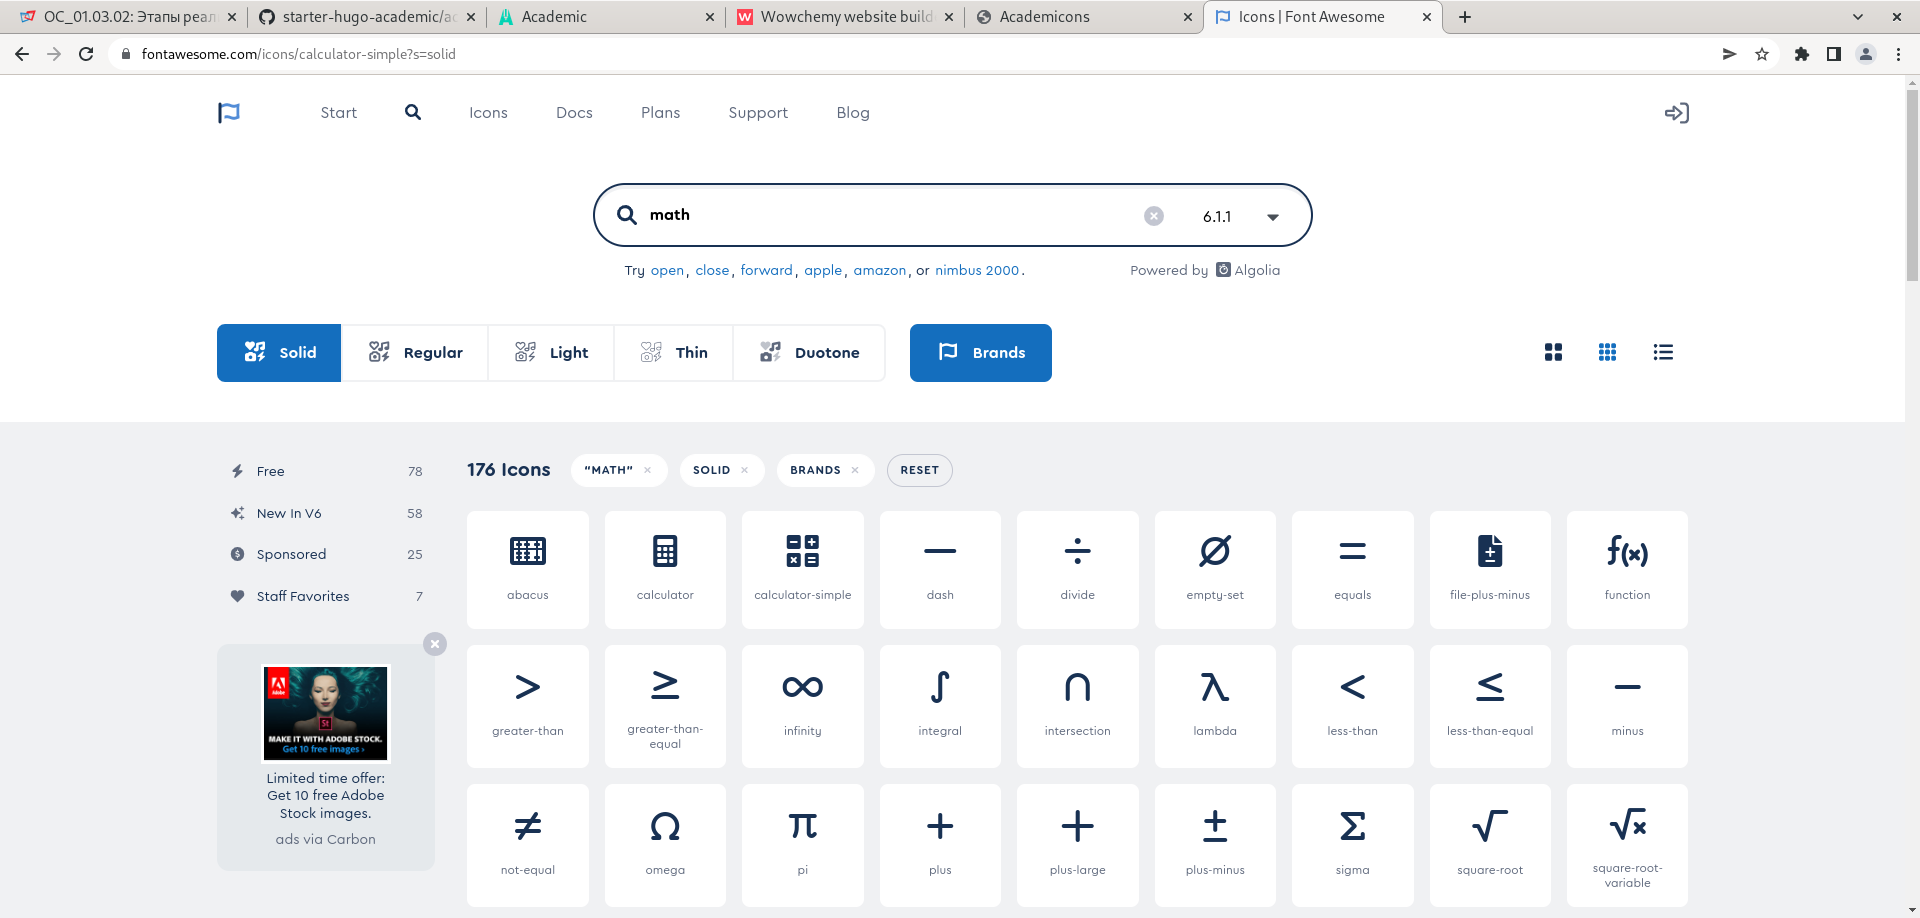 OC_01.03.02: Этапы реал
starter-hugo-academic/ac
Academic
Wowchemy website build
Academicons
Icons | Font Awesome
fontawesome.com/icons/calculator-simple?s=solid
Start
Icons
Docs
Plans
Support
Blog
math
6.1.1
Try open, close, forward, apple, amazon, or nimbus 2000.
Powered by Algolia
Solid
Regular
Light
Thin
Duotone
Brands
Free 78
New In V6 58
Sponsored 25
Staff Favorites 7
176 Icons
"MATH" ×
SOLID ×
BRANDS ×
RESET
abacus
calculator
calculator-simple
dash
divide
empty-set
equals
file-plus-minus
function
greater-than
greater-than-
equal
infinity
integral
intersection
lambda
less-than
less-than-equal
minus
not-equal
omega
pi
plus
plus-large
plus-minus
sigma
square-root
square-root-
variable
Adobe
St
MAKE IT WITH ADOBE STOCK.
Get 10 free images ›
Limited time offer:
Get 10 free Adobe
Stock images.
ads via Carbon